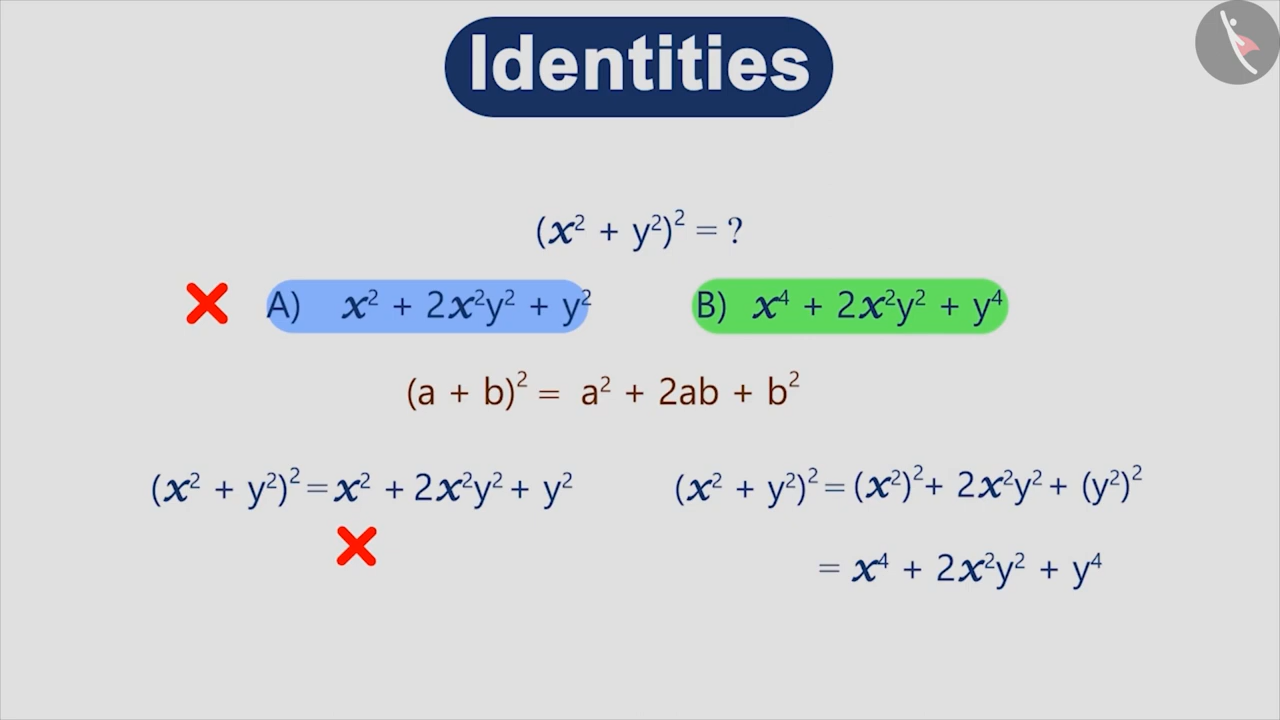 Identities
(x² + y²)² = ?
A) x² + 2x²y² + y²
B) x⁴ + 2x²y² + y⁴
(a + b)² = a² + 2ab + b²
(x² + y²)² = x² + 2x²y² + y²
(x² + y²)² = (x²)² + 2x²y² + (y²)²
= x⁴ + 2x²y² + y⁴